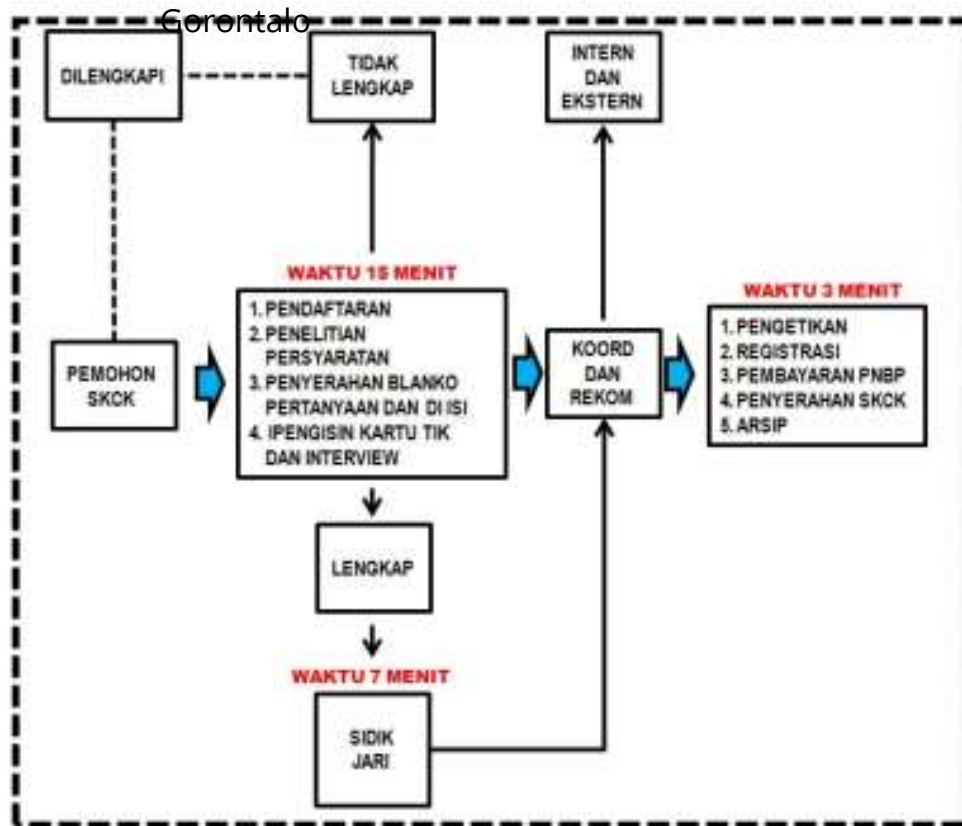 Gorontalo
DILENGKAPI
TIDAK
LENGKAP
INTERN
DAN
EKSTERN
WAKTU 15 MENIT
1. PENDAFTARAN
2. PENELITIAN
PERSYARATAN
3. PENYERAHAN BLANKO
PERTANYAAN DAN DI ISI
4. IPENGISIN KARTU TIK
DAN INTERVIEW
WAKTU 3 MENIT
1. PENGETIKAN
2. REGISTRASI
3. PEMBAYARAN PNBP
4. PENYERAHAN SKCK
5. ARSIP
PEMOHON
SKCK
KOORD
DAN
REKOM
LENGKAP
WAKTU 7 MENIT
SIDIK
JARI